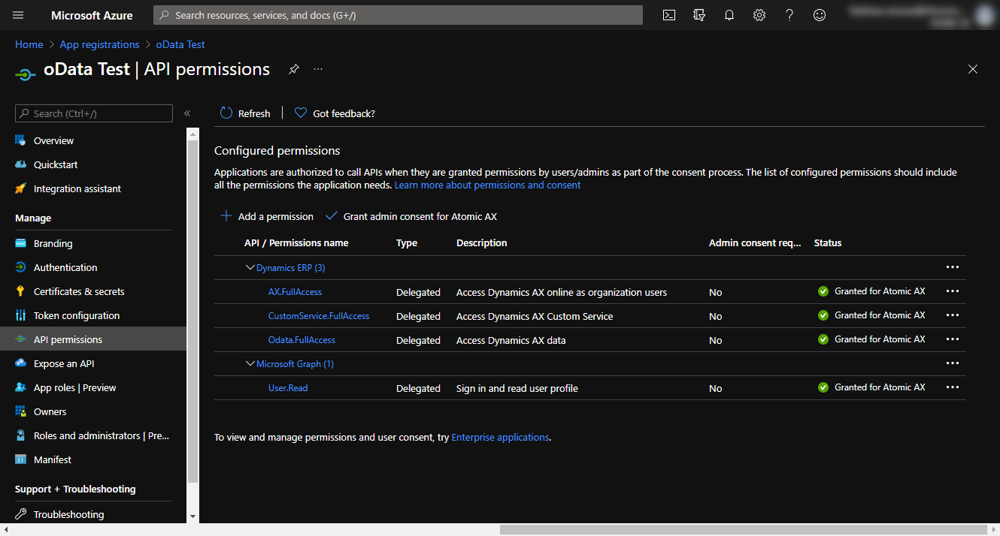 Microsoft Azure
Search resources, services, and docs (G+/)
Home > App registrations > oData Test
oData Test | API permissions
Search (Ctrl+/)
Overview
Quickstart
Integration assistant
Manage
Branding
Authentication
Certificates & secrets
Token configuration
API permissions
Expose an API
App roles | Preview
Owners
Roles and administrators | Pre...
Manifest
Support + Troubleshooting
Troubleshooting
Refresh
Got feedback?
Configured permissions
Applications are authorized to call APIs when they are granted permissions by users/admins as part of the consent process. The list of configured permissions should include
all the permissions the application needs. Learn more about permissions and consent
Add a permission
Grant admin consent for Atomic AX
API / Permissions name Type Description Admin consent req... Status
Dynamics ERP (3)
AX.FullAccess Delegated Access Dynamics AX online as organization users No Granted for Atomic AX
CustomService.FullAccess Delegated Access Dynamics AX Custom Service No Granted for Atomic AX
Odata.FullAccess Delegated Access Dynamics AX data No Granted for Atomic AX
Microsoft Graph (1)
User.Read Delegated Sign in and read user profile No Granted for Atomic AX
To view and manage permissions and user consent, try Enterprise applications.